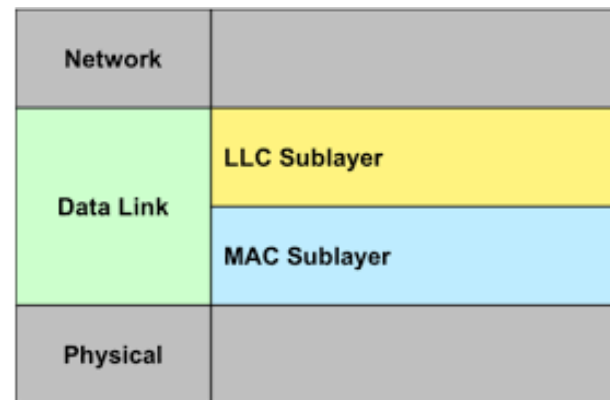 Network
LLC Sublayer
Data Link
MAC Sublayer
Physical